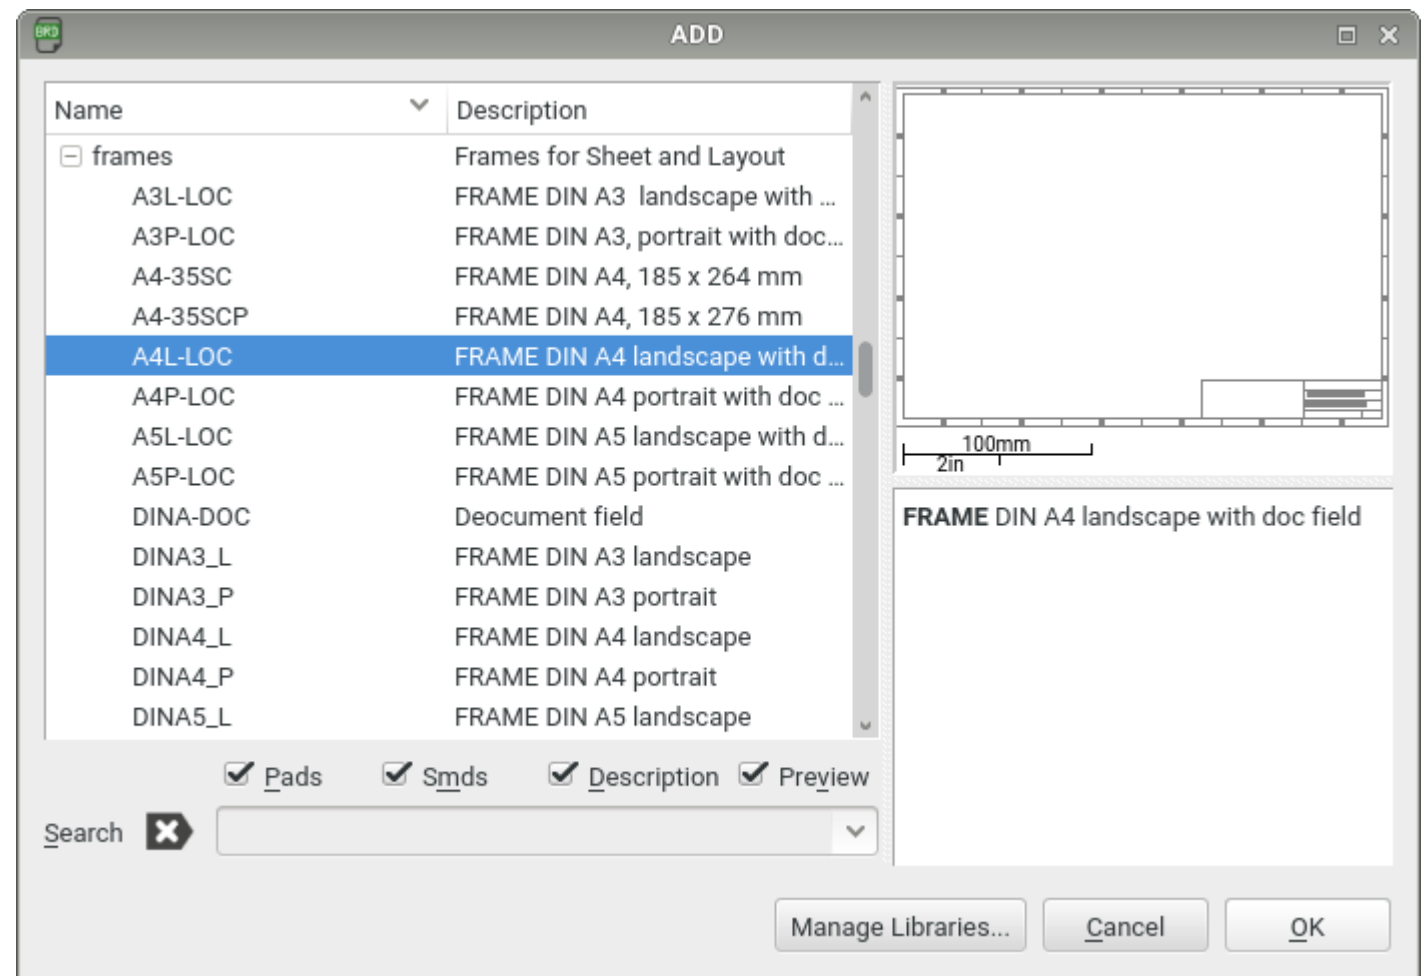 BRD
ADD
Name Description
frames Frames for Sheet and Layout
A3L-LOC FRAME DIN A3  landscape with ...
A3P-LOC FRAME DIN A3, portrait with doc...
A4-35SC FRAME DIN A4, 185 x 264 mm
A4-35SCP FRAME DIN A4, 185 x 276 mm
A4L-LOC FRAME DIN A4 landscape with d...
A4P-LOC FRAME DIN A4 portrait with doc ...
A5L-LOC FRAME DIN A5 landscape with d...
A5P-LOC FRAME DIN A5 portrait with doc ...
DINA-DOC Deocument field
DINA3_L FRAME DIN A3 landscape
DINA3_P FRAME DIN A3 portrait
DINA4_L FRAME DIN A4 landscape
DINA4_P FRAME DIN A4 portrait
DINA5_L FRAME DIN A5 landscape
Pads Smds Description Preview
Search
100mm
2in
FRAME DIN A4 landscape with doc field
Manage Libraries... Cancel OK